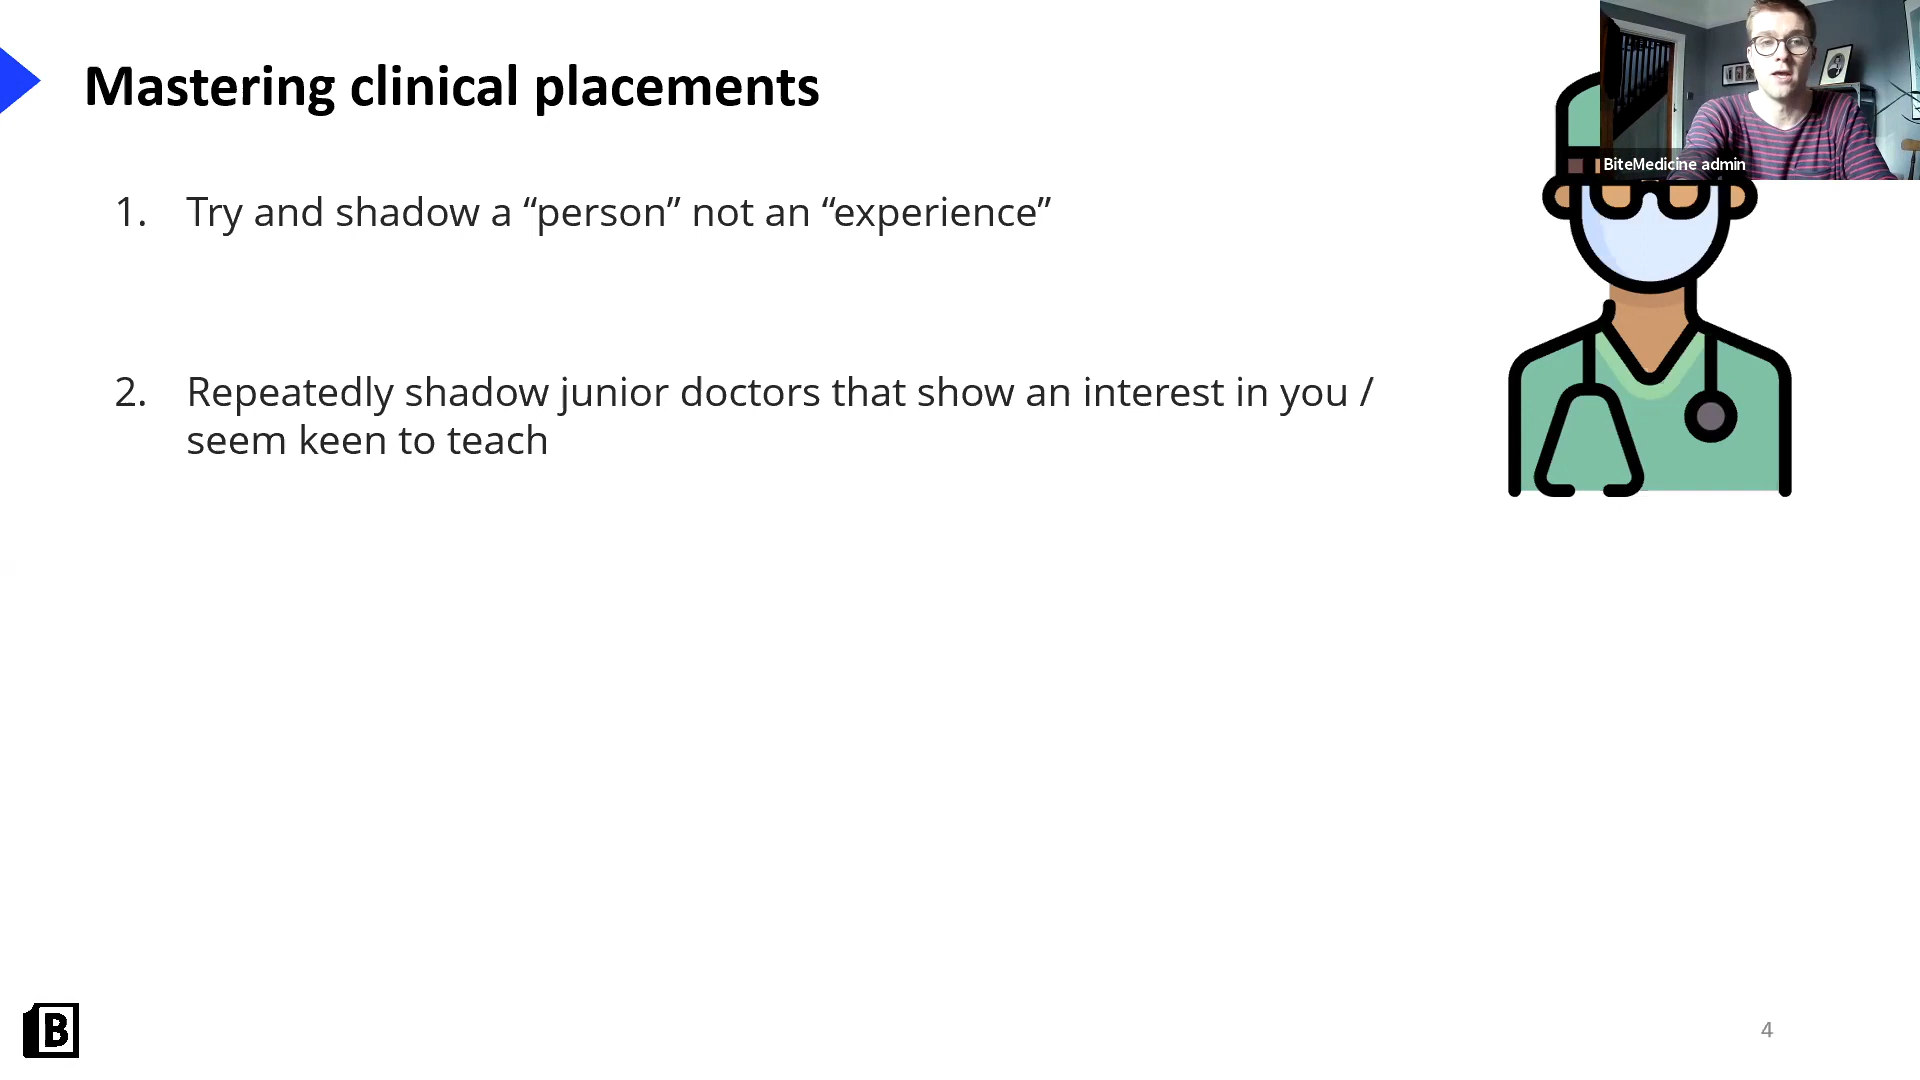 Mastering clinical placements
BiteMedicine admin
1. Try and shadow a “person” not an “experience”
2. Repeatedly shadow junior doctors that show an interest in you /
seem keen to teach
B
4